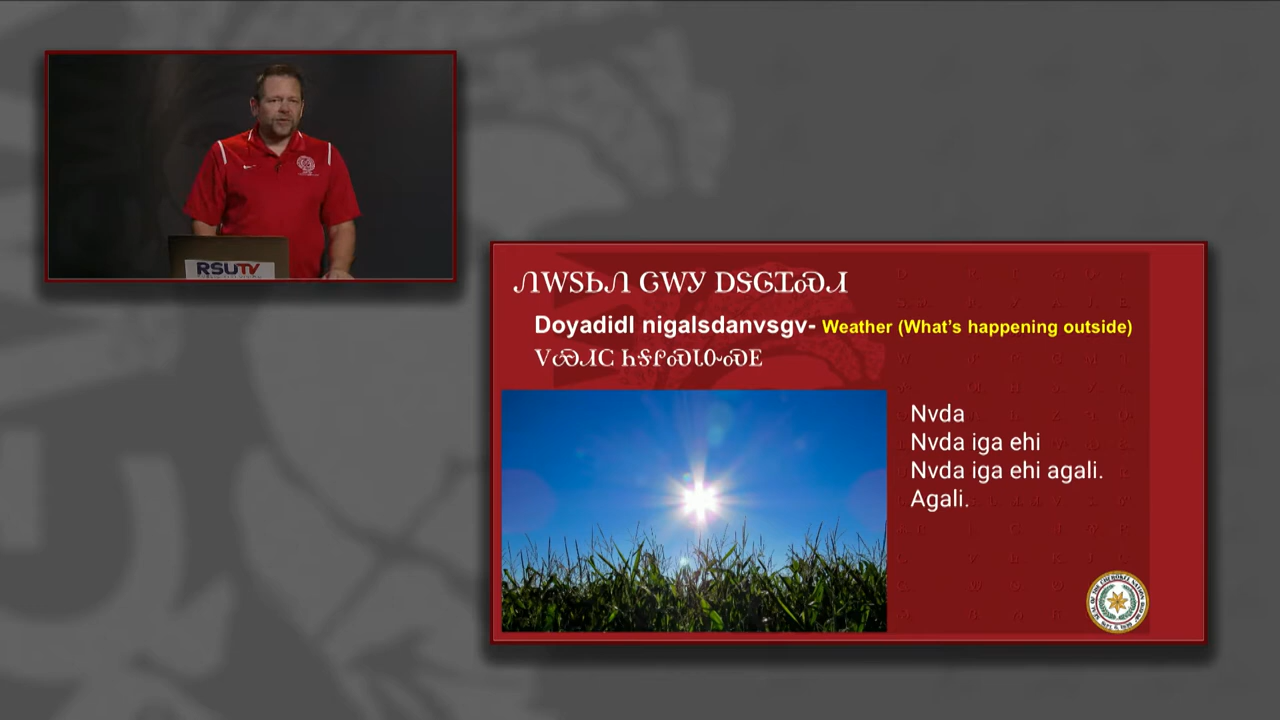 ᏁᎳᏚᏏᏁ ᏣᎳᎩ ᎠᏕᎶᏆᏍᏗ
Doyadidl nigalsdanvsgv- Weather (What's happening outside)
ᏙᏯᏗᏟ ᏂᎦᎵᏍᏓᏅᏍᎬ
Nvda
Nvda iga ehi
Nvda iga ehi agali.
Agali.
RSUTV